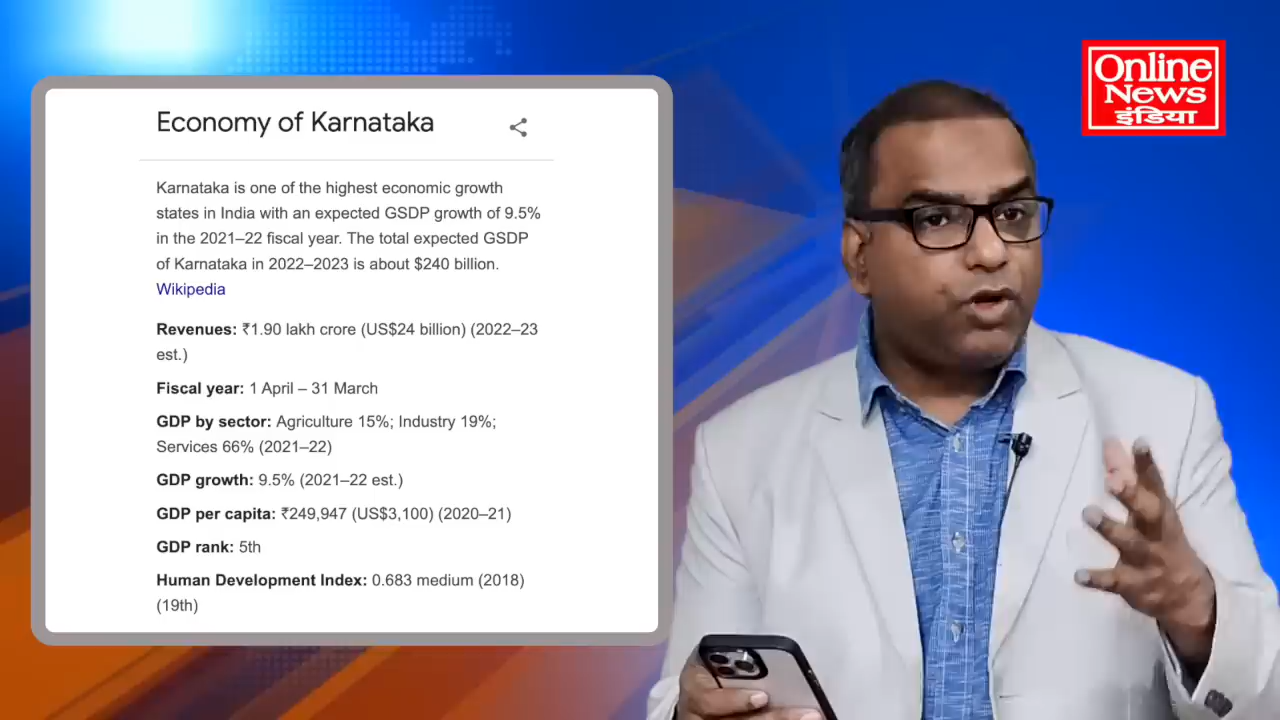 Economy of Karnataka
Karnataka is one of the highest economic growth
states in India with an expected GSDP growth of 9.5%
in the 2021–22 fiscal year. The total expected GSDP
of Karnataka in 2022–2023 is about $240 billion.
Wikipedia
Revenues: ₹1.90 lakh crore (US$24 billion) (2022–23
est.)
Fiscal year: 1 April – 31 March
GDP by sector: Agriculture 15%; Industry 19%;
Services 66% (2021–22)
GDP growth: 9.5% (2021–22 est.)
GDP per capita: ₹249,947 (US$3,100) (2020–21)
GDP rank: 5th
Human Development Index: 0.683 medium (2018)
(19th)
Online
News
इंडिया